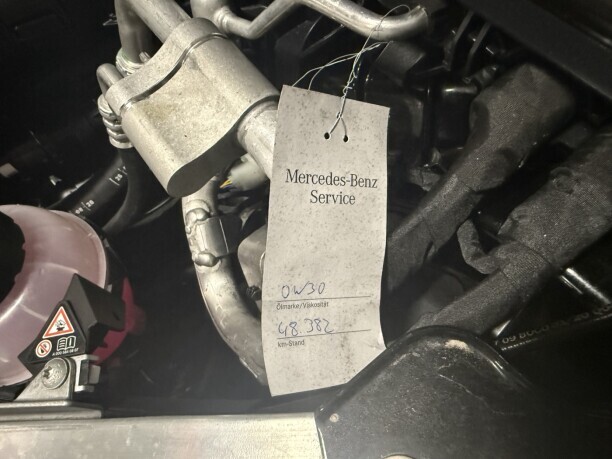 Mercedes-Benz
Service
0W30
Ölmarke/Viskosität
48.382
km-Stand